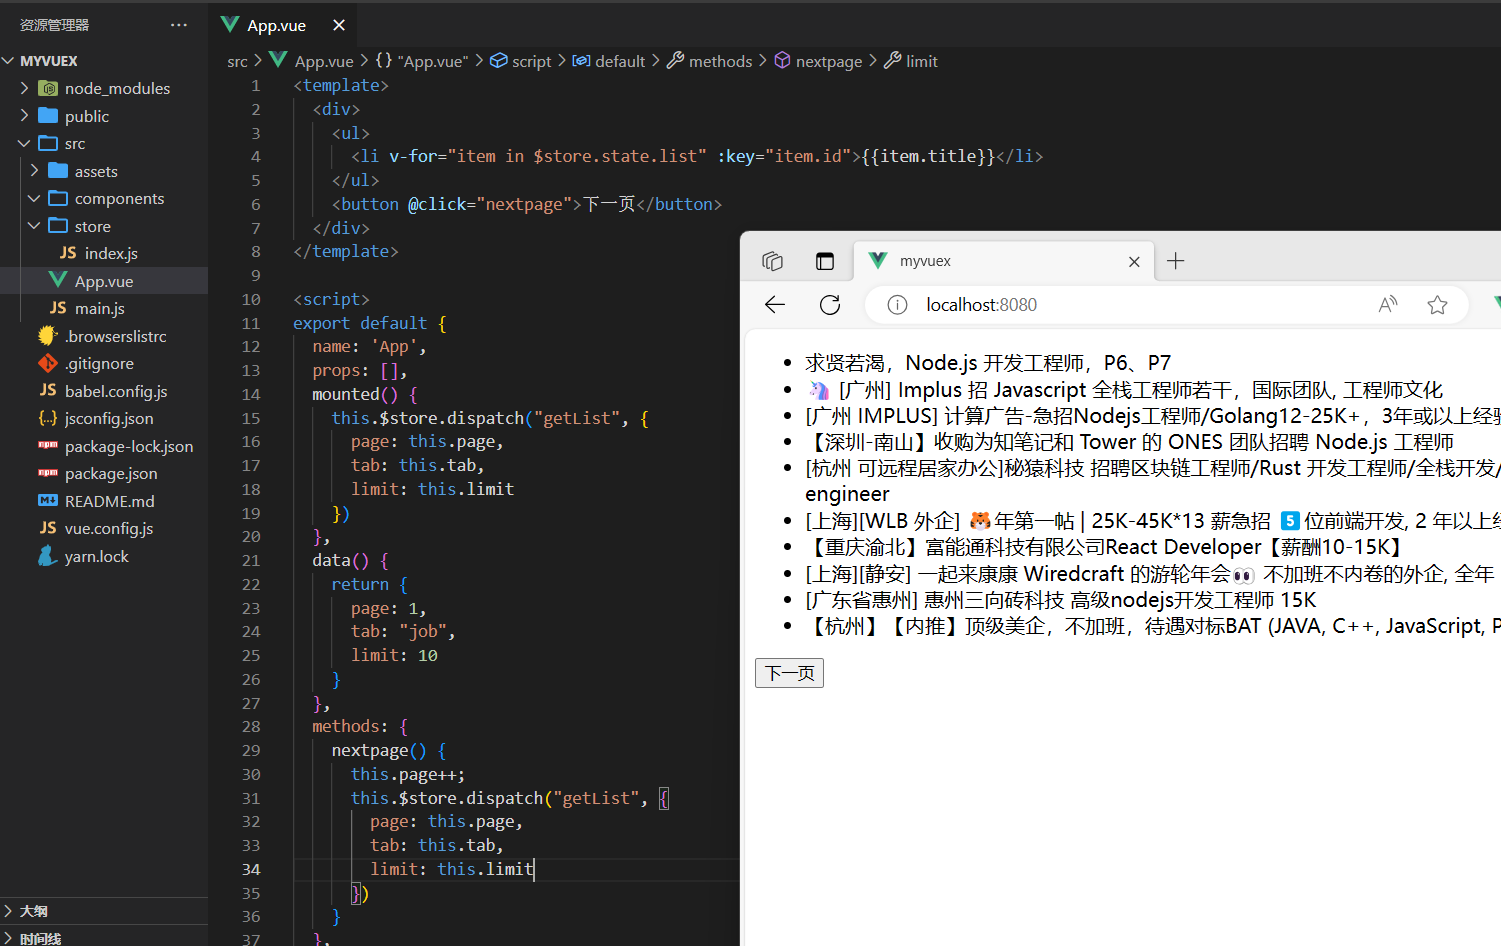 资源管理器
MYVUEX
node_modules
public
src
assets
components
store
JS index.js
App.vue
JS main.js
.browserslistrc
.gitignore
JS babel.config.js
{..} jsconfig.json
package-lock.json
package.json
README.md
JS vue.config.js
yarn.lock
大纲
时间线
App.vue
src > App.vue > {} "App.vue" > script > default > methods > nextpage > limit
1 <template>
2 <div>
3 <ul>
4 <li v-for="item in $store.state.list" :key="item.id">{{item.title}}</li>
5 </ul>
6 <button @click="nextpage">下一页</button>
7 </div>
8 </template>
9
10 <script>
11 export default {
12 name: 'App',
13 props: [],
14 mounted() {
15 this.$store.dispatch("getList", {
16 page: this.page,
17 tab: this.tab,
18 limit: this.limit
19 })
20 },
21 data() {
22 return {
23 page: 1,
24 tab: "job",
25 limit: 10
26 }
27 },
28 methods: {
29 nextpage() {
30 this.page++;
31 this.$store.dispatch("getList", {
32 page: this.page,
33 tab: this.tab,
34 limit: this.limit
35 })
36 }
37 },
myvuex
localhost:8080
求贤若渴，Node.js 开发工程师，P6、P7
🦄 [广州] Implus 招 Javascript 全栈工程师若干，国际团队, 工程师文化
[广州 IMPLUS] 计算广告-急招Nodejs工程师/Golang12-25K+，3年或以上经验
【深圳-南山】收购为知笔记和 Tower 的 ONES 团队招聘 Node.js 工程师
[杭州 可远程居家办公]秘猿科技 招聘区块链工程师/Rust 开发工程师/全栈开发/
engineer
[上海][WLB 外企] 🐯年第一帖 | 25K-45K*13 薪急招 5️⃣位前端开发, 2 年以上经
【重庆渝北】富能通科技有限公司React Developer【薪酬10-15K】
[上海][静安] 一起来康康 Wiredcraft 的游轮年会👀 不加班不内卷的外企, 全年
[广东省惠州] 惠州三向砖科技 高级nodejs开发工程师 15K
【杭州】【内推】顶级美企，不加班，待遇对标BAT (JAVA, C++, JavaScript, P
下一页